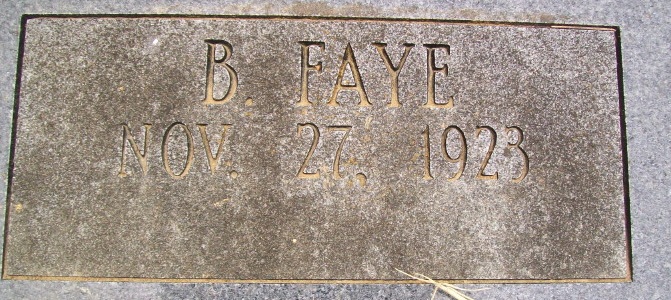 B. FAYE
NOV. 27, 1923